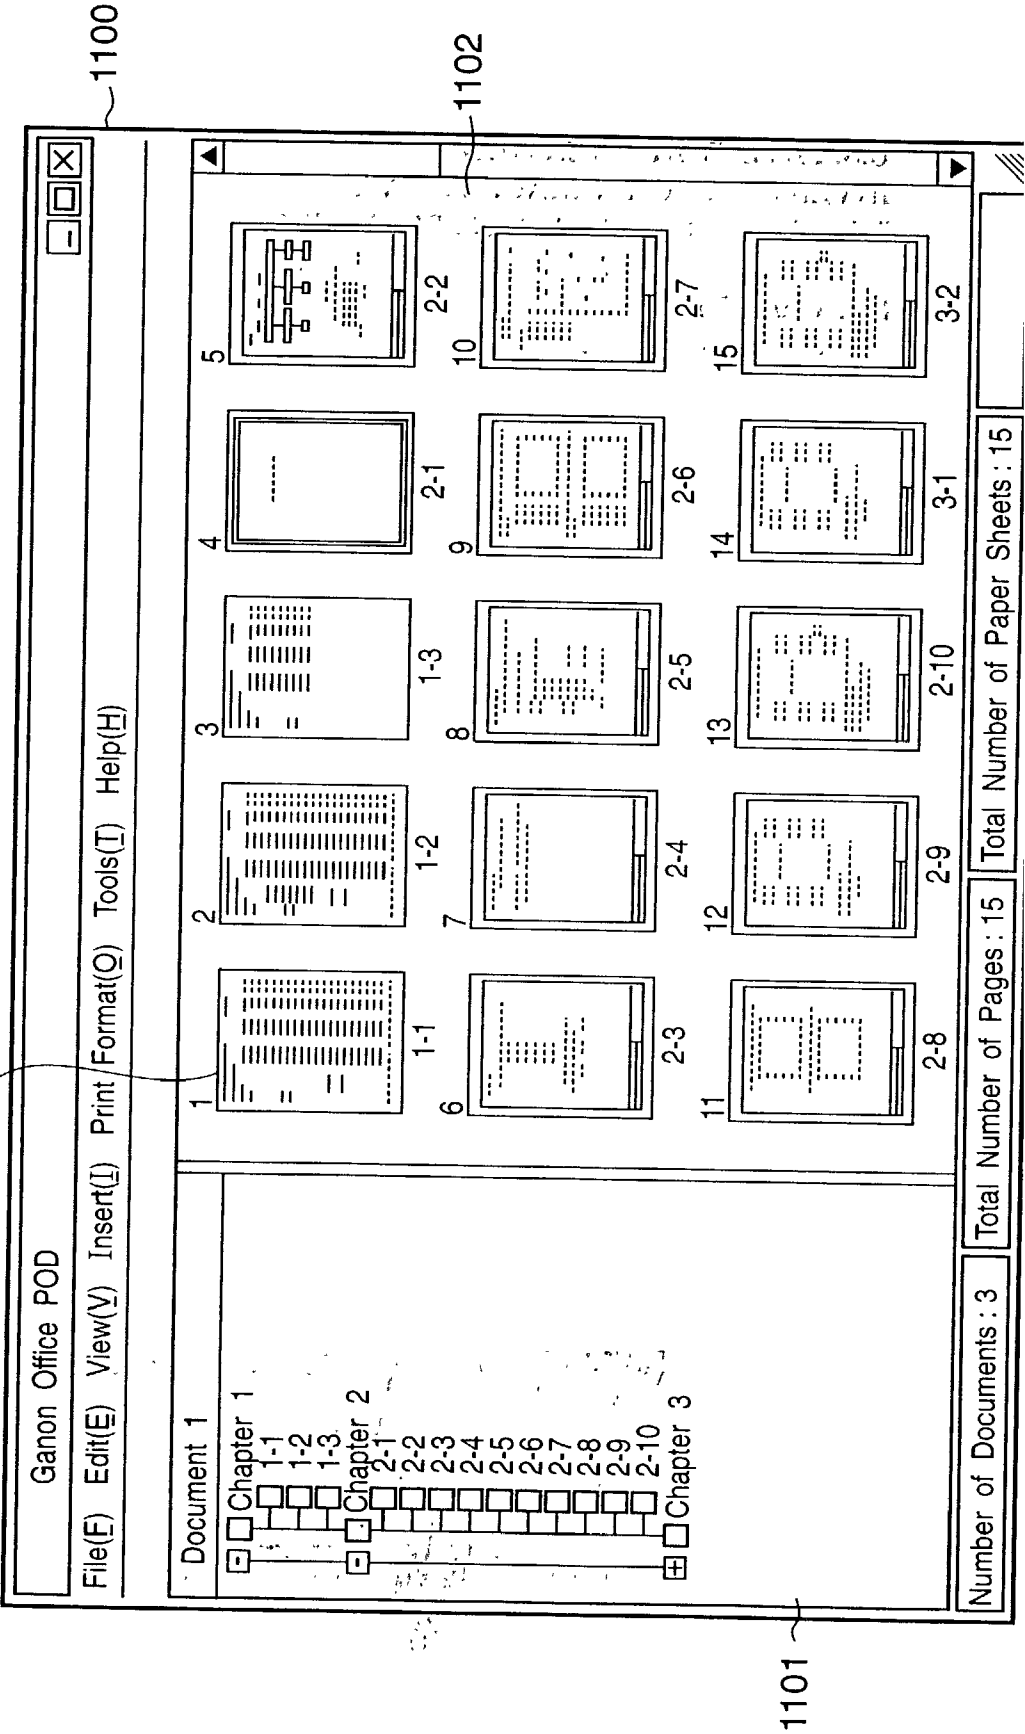 1100
Ganon Office POD
File(F) Edit(E) View(V) Insert(I) Print Format(O) Tools(T) Help(H)
Document 1
Chapter 1
1-1
1-2
1-3
Chapter 2
2-1
2-2
2-3
2-4
2-5
2-6
2-7
2-8
2-9
2-10
Chapter 3
1 2 3 4 5
1-1 1-2 1-3 2-1 2-2
1102
6 7 8 9 10
2-3 2-4 2-5 2-6 2-7
11 12 13 14 15
2-8 2-9 2-10 3-1 3-2
1101
Number of Documents : 3 Total Number of Pages : 15 Total Number of Paper Sheets : 15